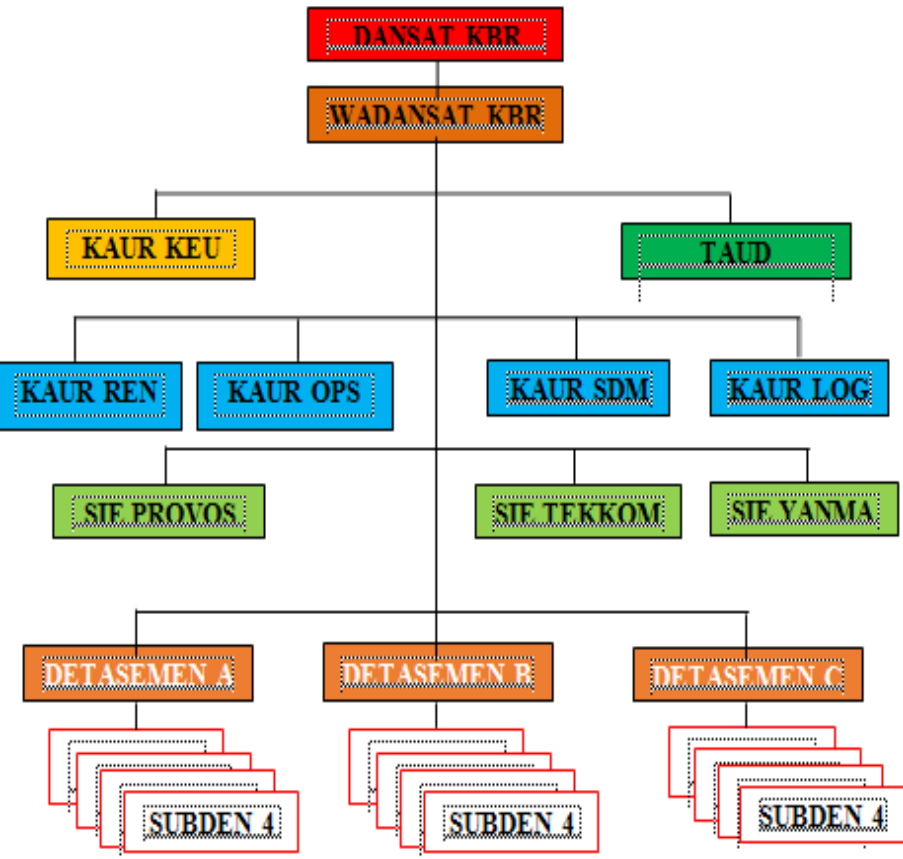 DANSAT KBR
WADANSAT KBR
KAUR KEU
TAUD
KAUR REN
KAUR OPS
KAUR SDM
KAUR LOG
SIE PROVOS
SIE TEKKOM
SIE YANMA
DETASEMEN A
DETASEMEN B
DETASEMEN C
SUBDEN 4
SUBDEN 4
SUBDEN 4